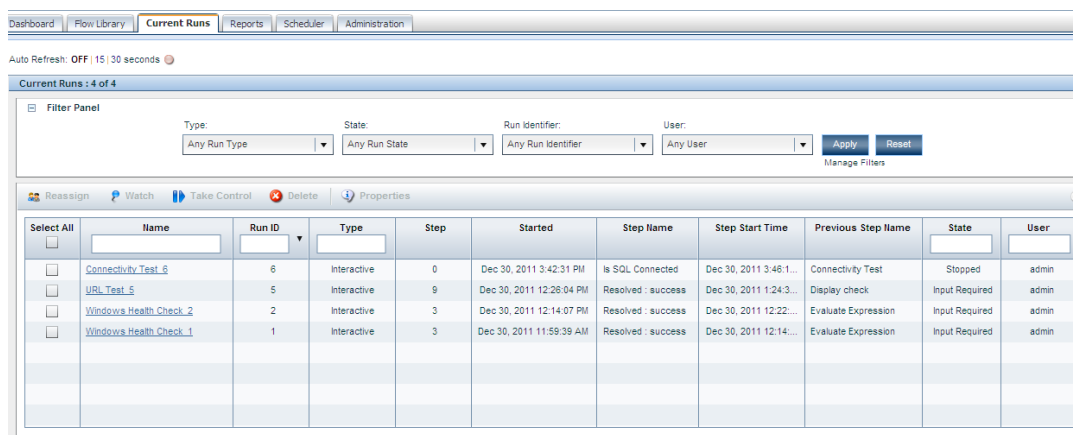 Dashboard Flow Library Current Runs Reports Scheduler Administration
Auto Refresh: OFF | 15 | 30 seconds
Current Runs : 4 of 4
Filter Panel
Type: State: Run Identifier: User:
Any Run Type Any Run State Any Run Identifier Any User Apply Reset
Manage Filters
Reassign Watch Take Control Delete Properties
Select All Name Run ID Type Step Started Step Name Step Start Time Previous Step Name State User
Connectivity Test 6 6 Interactive 0 Dec 30, 2011 3:42:31 PM Is SQL Connected Dec 30, 2011 3:46:1... Connectivity Test Stopped admin
URL Test 5 5 Interactive 9 Dec 30, 2011 12:26:04 PM Resolved : success Dec 30, 2011 1:24:3... Display check Input Required admin
Windows Health Check 2 2 Interactive 3 Dec 30, 2011 12:14:07 PM Resolved : success Dec 30, 2011 12:22:... Evaluate Expression Input Required admin
Windows Health Check 1 1 Interactive 3 Dec 30, 2011 11:59:39 AM Resolved : success Dec 30, 2011 12:14:... Evaluate Expression Input Required admin